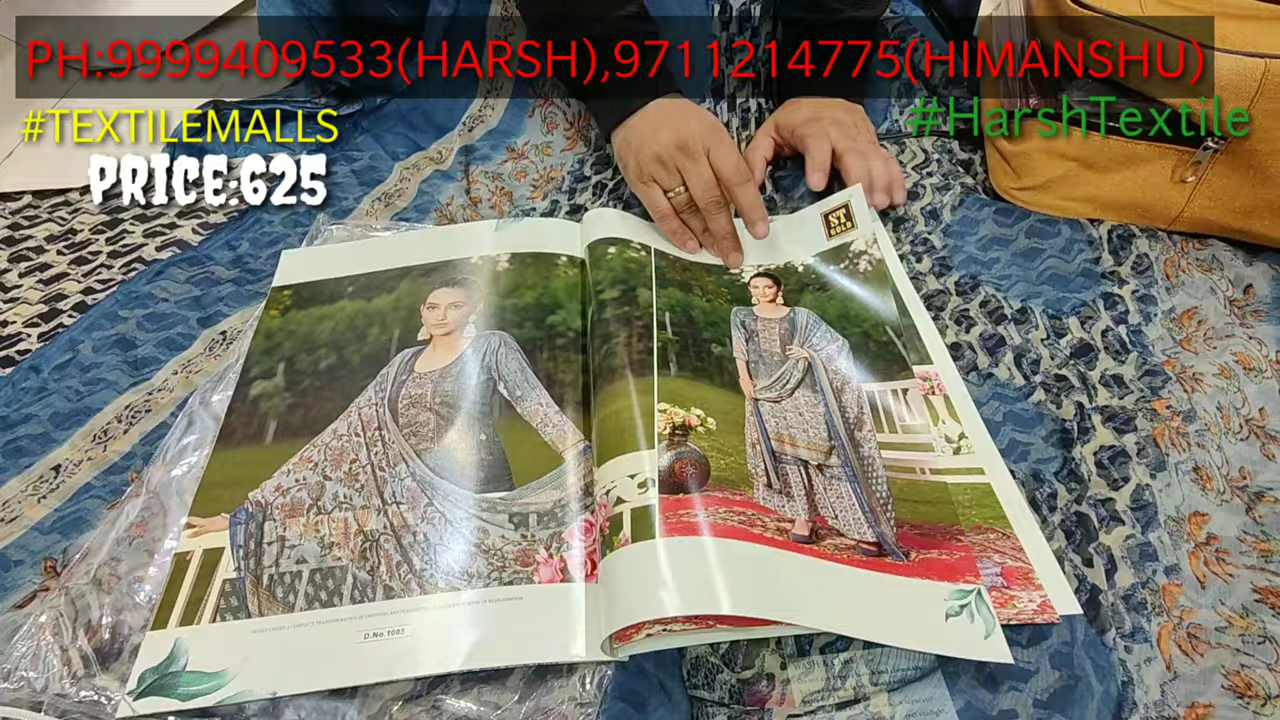 PH:9999409533(HARSH),9711214775(HIMANSHU)
#TEXTILEMALLS
#HarshTextile
PRICE:625
ST
GOLD
D.No.1005